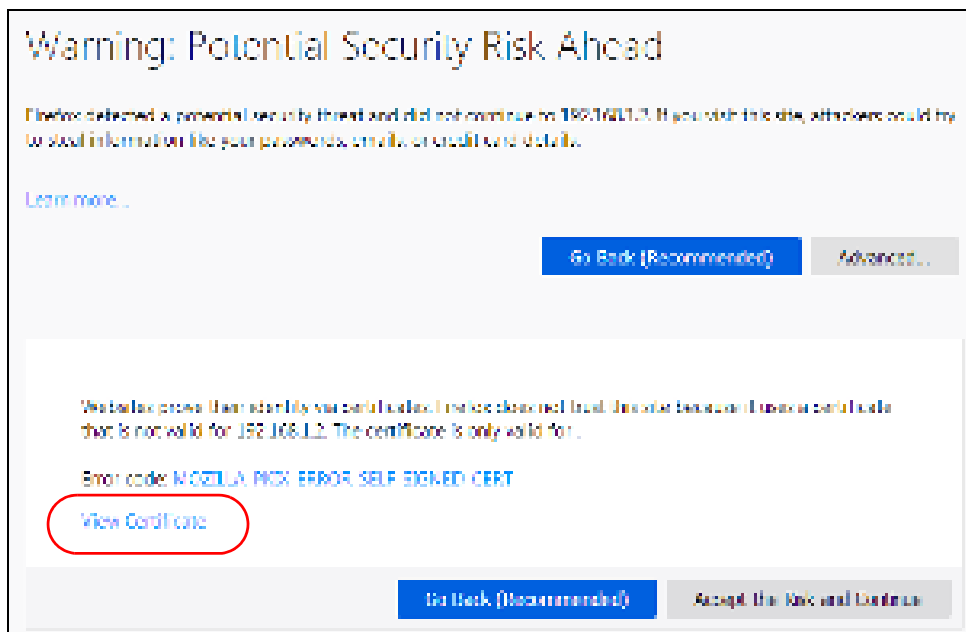 Warning: Potential Security Risk Ahead
Firefox detected a potential security threat and did not continue to 192.168.1.2. If you visit this site, attackers could try
to steal information like your passwords, emails, or credit card details.
Learn more...
Go Back (Recommended)
Advanced...
Websites prove their identity via certificates. Firefox does not trust this site because it uses a certificate
that is not valid for 192.168.1.2. The certificate is only valid for .
Error code: MOZILLA_PKIX_ERROR_SELF_SIGNED_CERT
View Certificate
Go Back (Recommended)
Accept the Risk and Continue